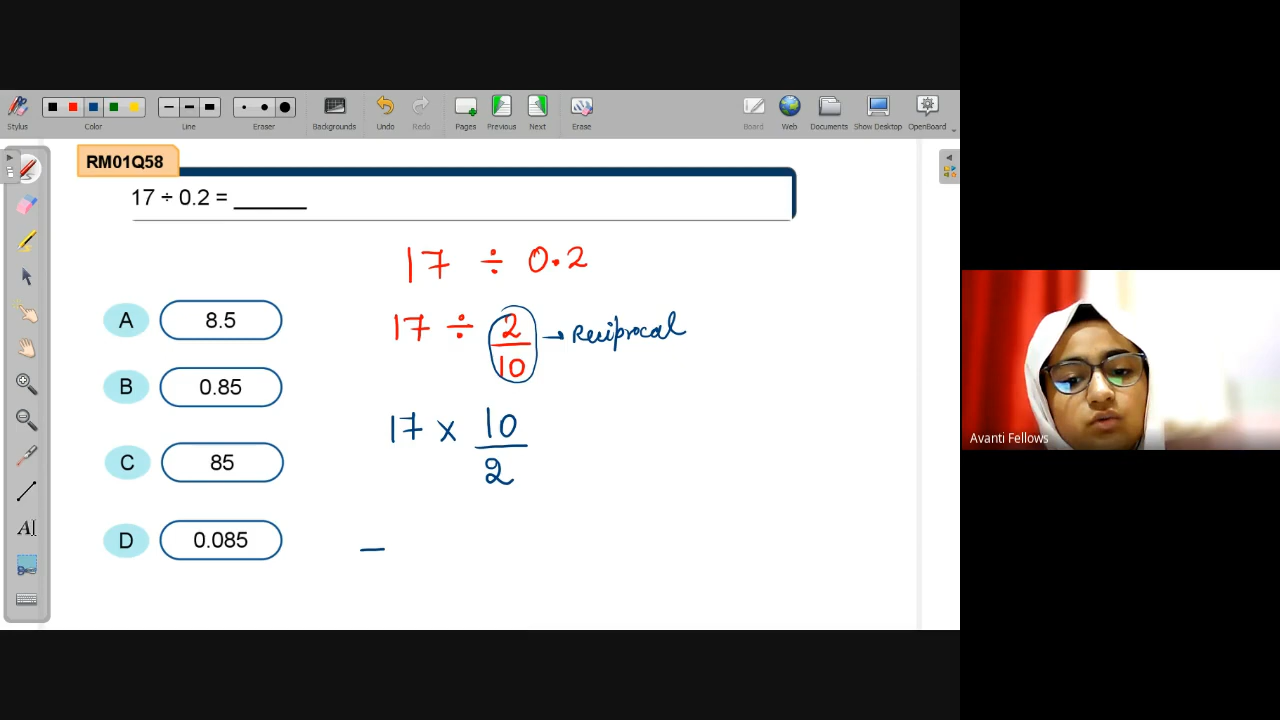 Stylus
Color
Line
Eraser
Backgrounds
Undo
Redo
Pages
Previous
Next
Erase
Board
Web
Documents
Show Desktop
OpenBoard
RM01Q58
17 ÷ 0.2 = ______
17 ÷ 0.2
A 8.5
17 ÷ 2/10 → Reciprocal
B 0.85
17 × 10/2
C 85
D 0.085
Avanti Fellows